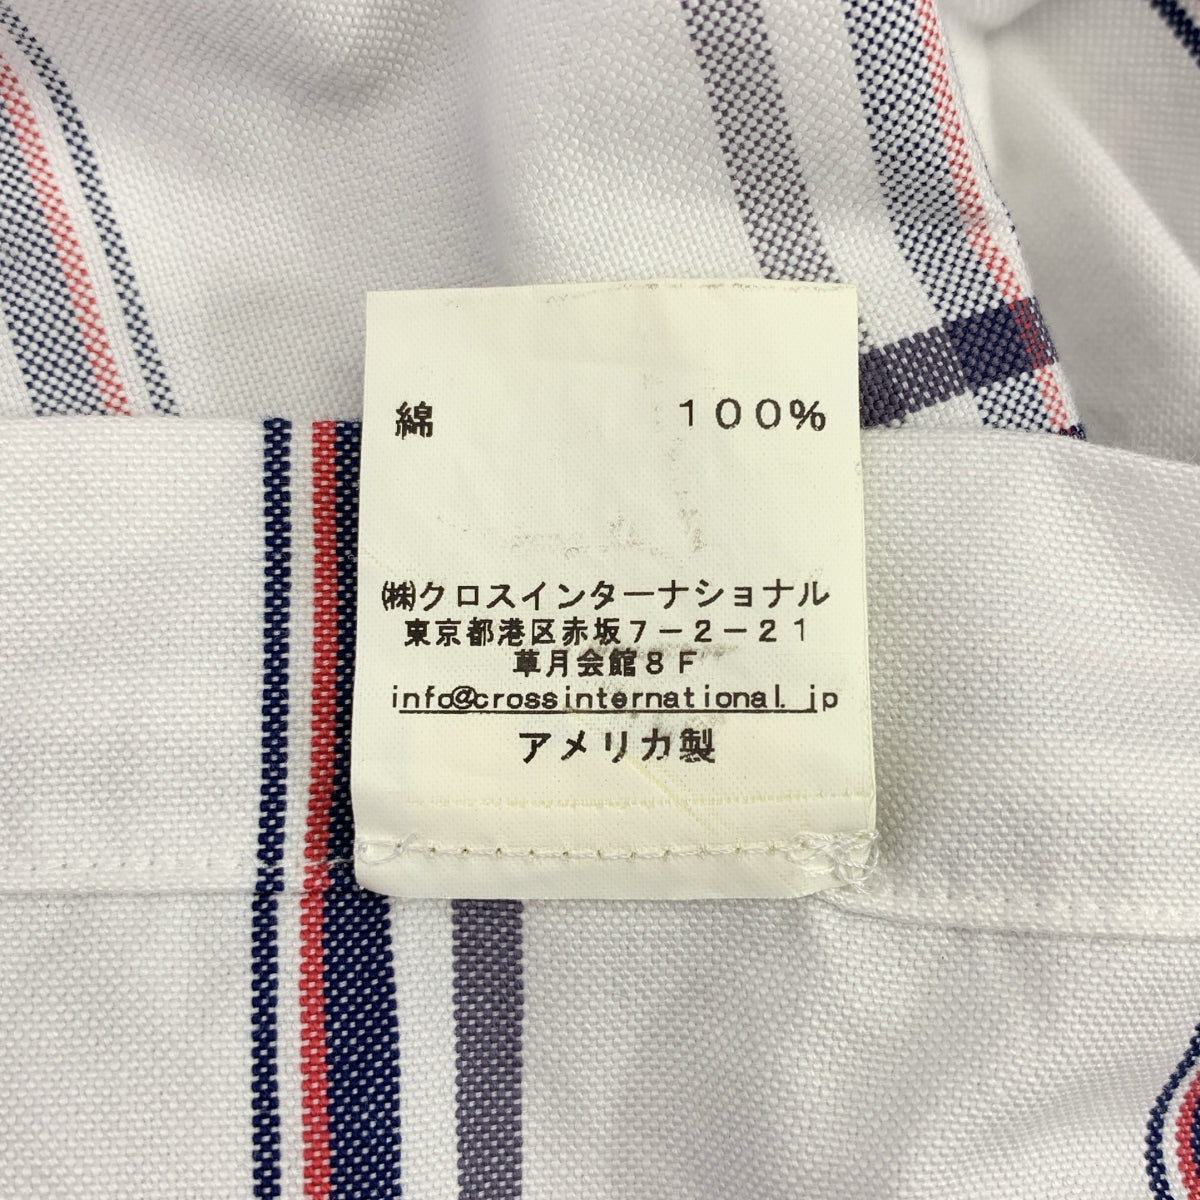 綿 100%
㈱クロスインターナショナル
東京都港区赤坂7-2-21
草月会館8F
info@crossinternational.jp
アメリカ製